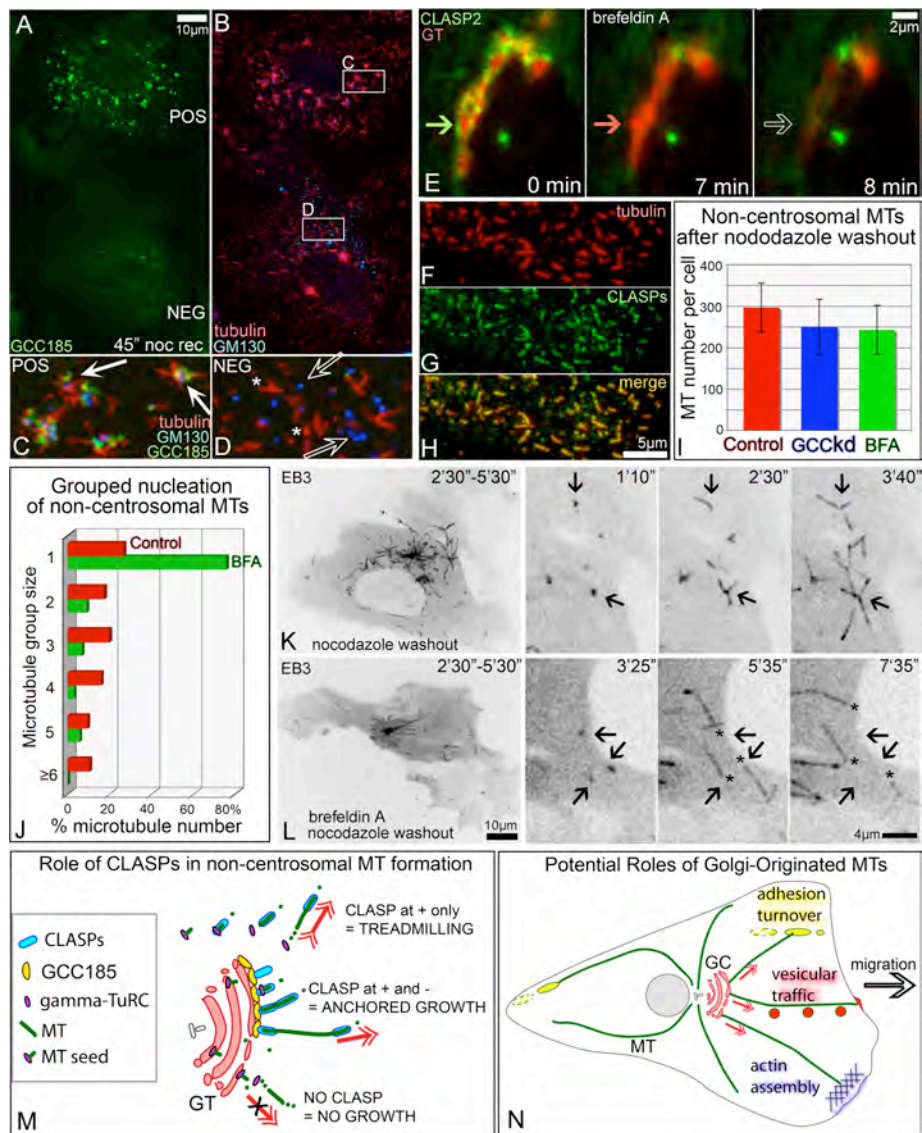 A
10µm
POS
NEG
GCC185
45" noc rec
B
C
D
tubulin
GM130
CLASP2
GT
brefeldin A
2µm
E
0 min
7 min
8 min
POS
C
tubulin
GM130
GCC185
NEG
*
*
D
F
tubulin
G
CLASPs
H
merge
5µm
Non-centrosomal MTs
after nododazole washout
MT number per cell
400
300
200
100
0
Control
GCCkd
BFA
I
Grouped nucleation
of non-centrosomal MTs
Microtubule group size
1
2
3
4
5
≥6
Control
BFA
0
20
40
60
80%
% microtubule number
J
EB3
2'30"-5'30"
K
nocodazole washout
1'10"
2'30"
3'40"
EB3
2'30"-5'30"
L
brefeldin A
nocodazole washout
10µm
3'25"
5'35"
*
*
*
7'35"
*
*
*
4µm
Role of CLASPs in non-centrosomal MT formation
CLASPs
GCC185
gamma-TuRC
MT
MT seed
CLASP at + only
= TREADMILLING
CLASP at + and -
= ANCHORED GROWTH
NO CLASP
= NO GROWTH
GT
M
Potential Roles of Golgi-Originated MTs
adhesion
turnover
GC
vesicular
traffic
migration
MT
actin
assembly
N